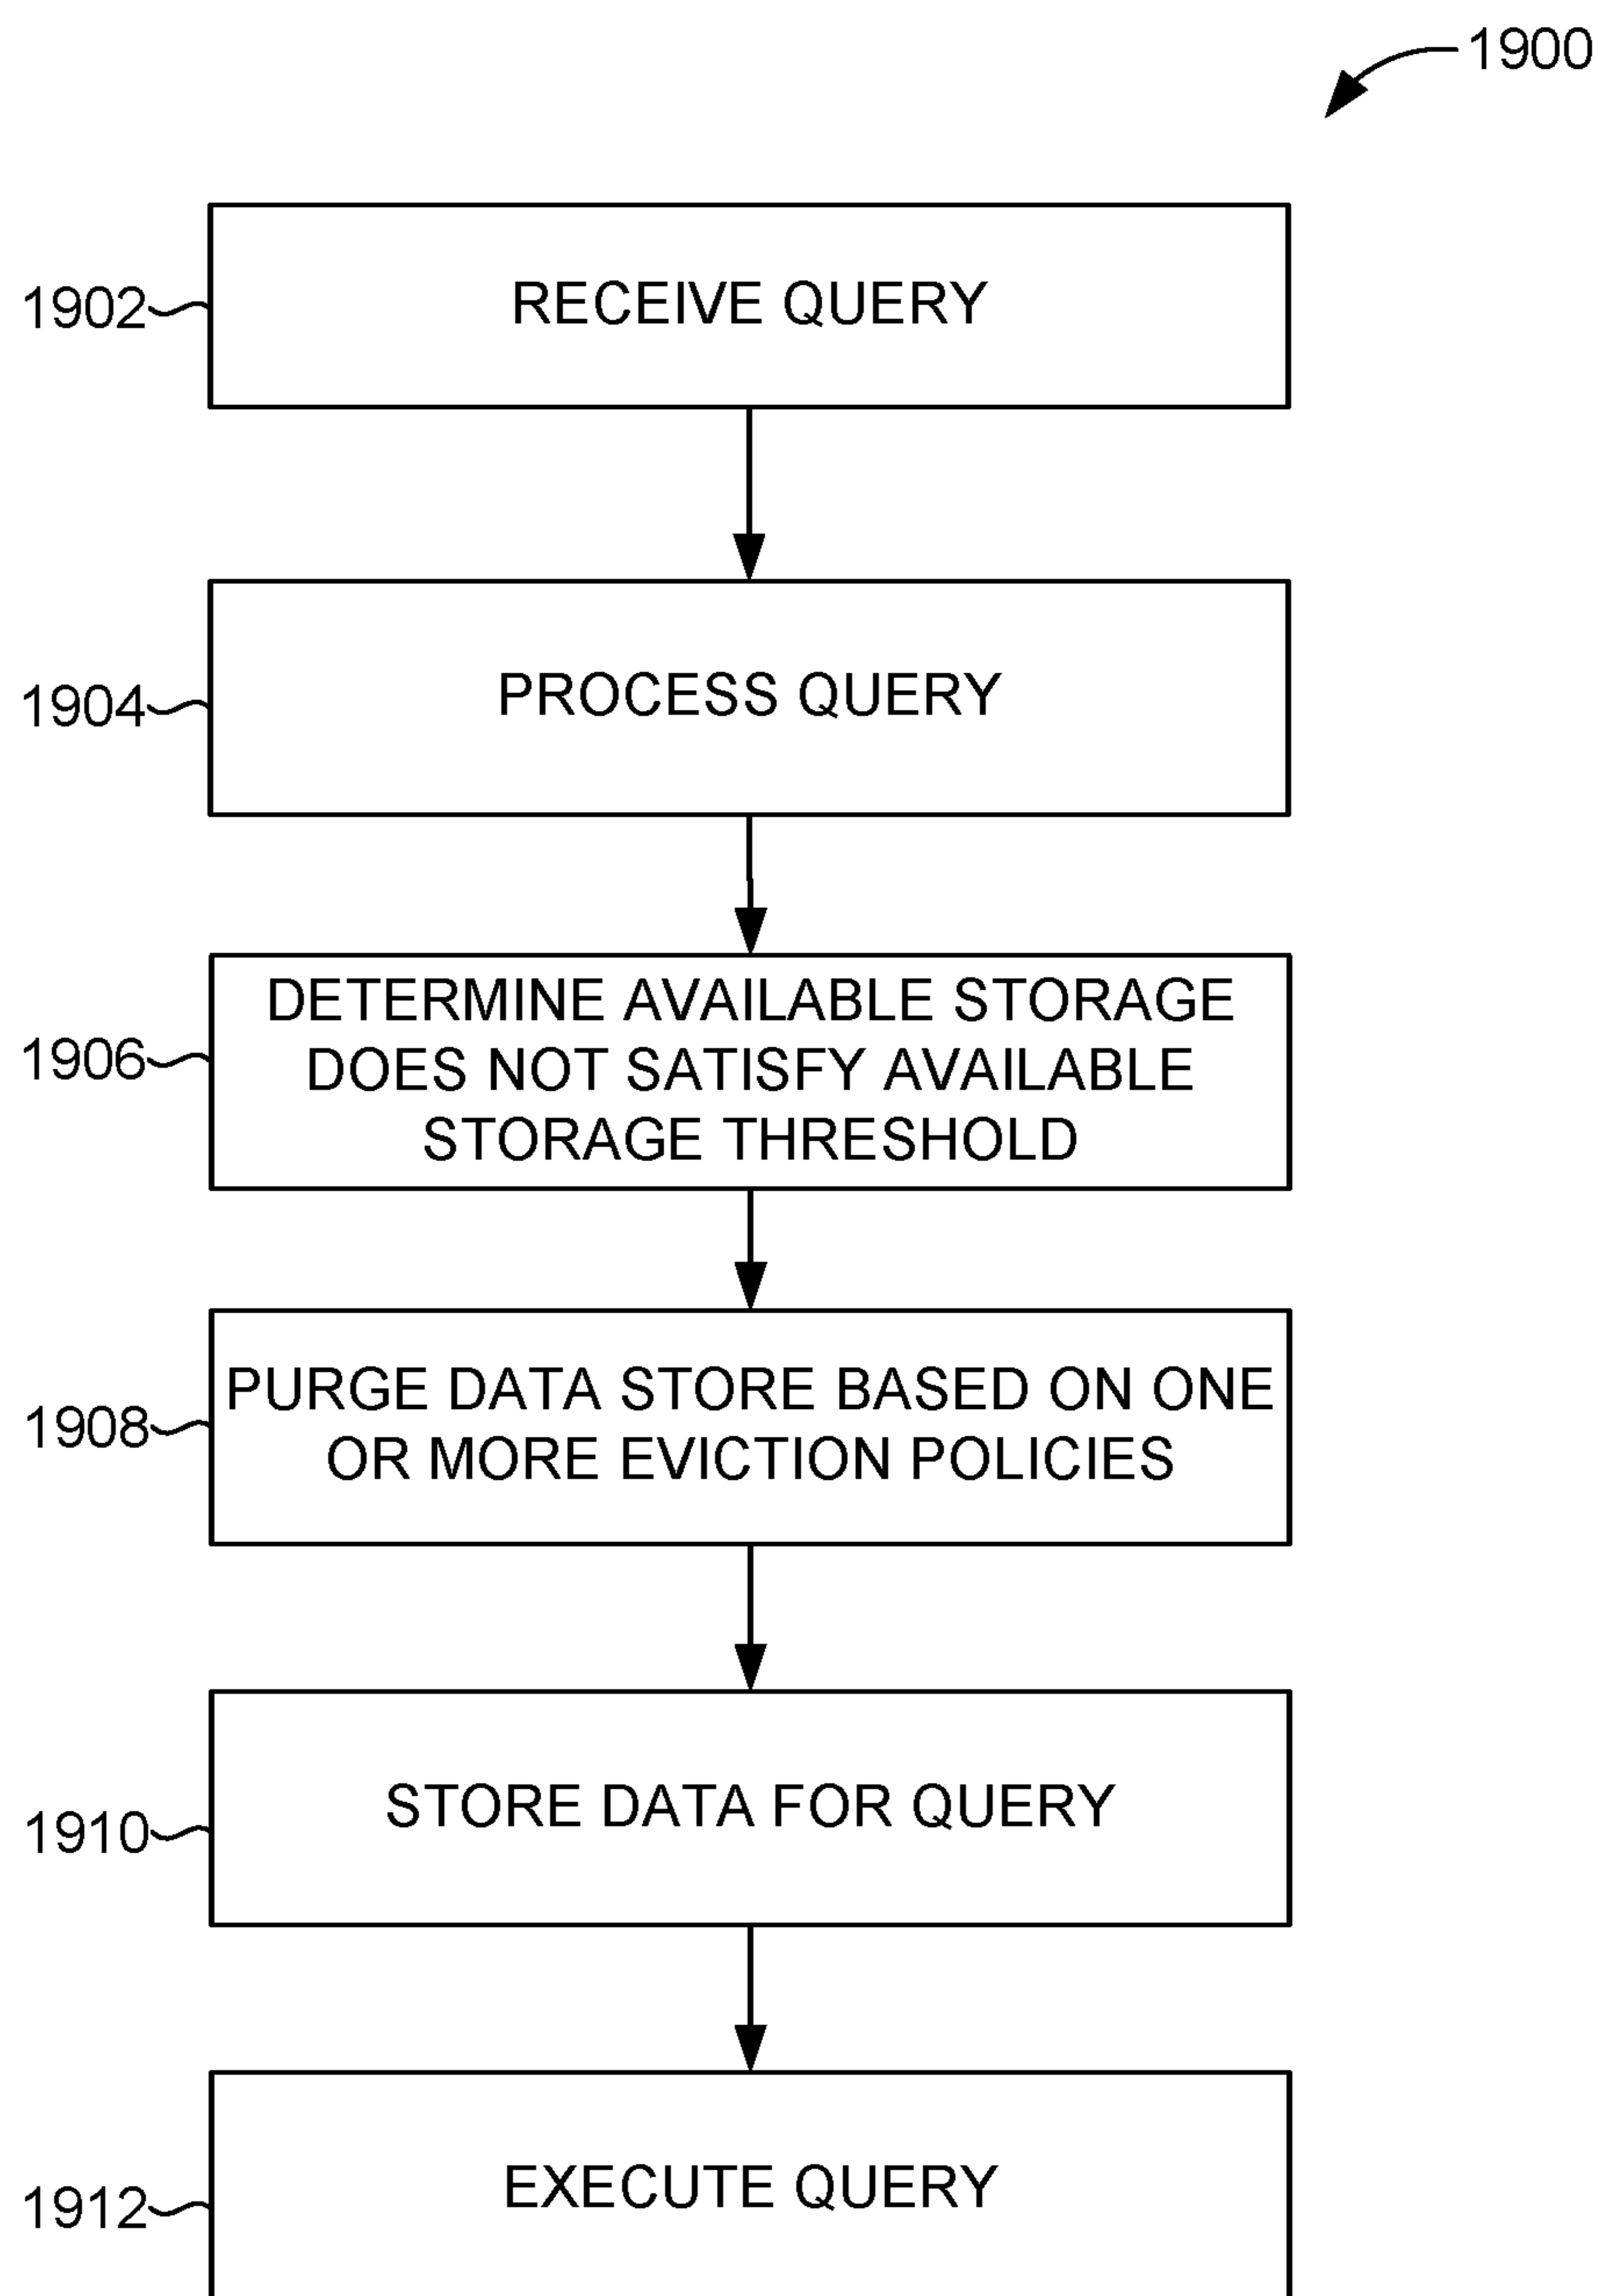 1900
1902
RECEIVE QUERY
1904
PROCESS QUERY
1906
DETERMINE AVAILABLE STORAGE
DOES NOT SATISFY AVAILABLE
STORAGE THRESHOLD
1908
PURGE DATA STORE BASED ON ONE
OR MORE EVICTION POLICIES
1910
STORE DATA FOR QUERY
1912
EXECUTE QUERY